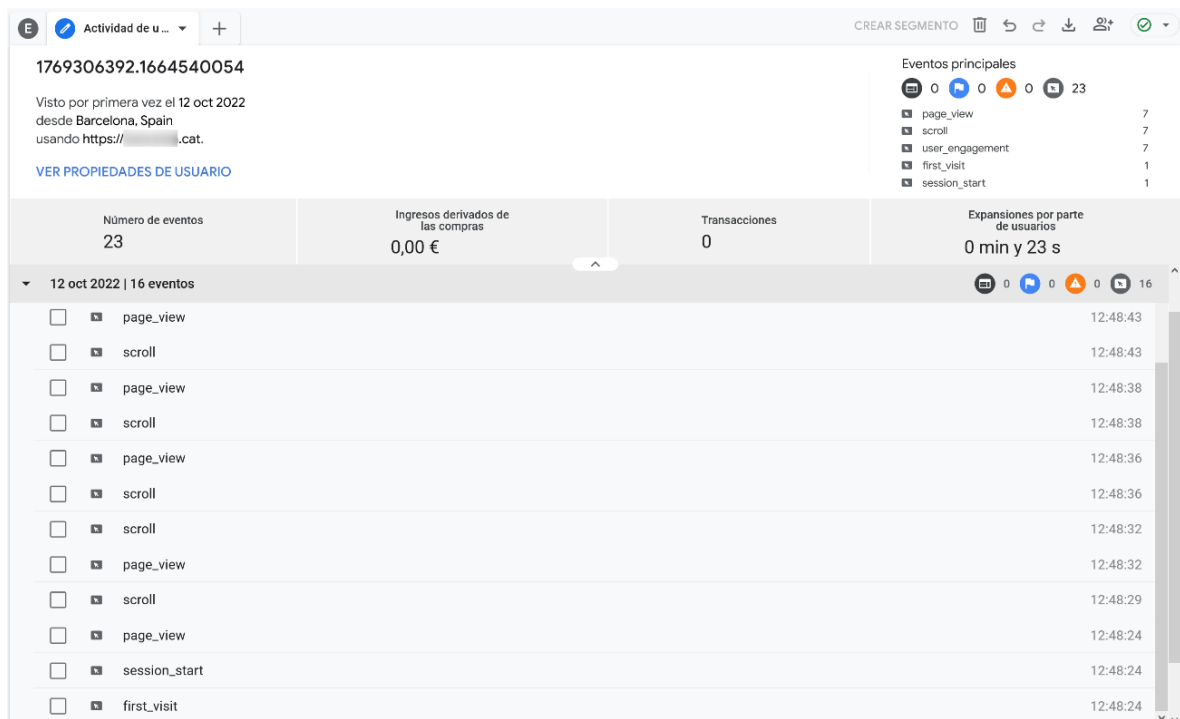 E
Actividad de u...
CREAR SEGMENTO
1769306392.1664540054
Visto por primera vez el 12 oct 2022
desde Barcelona, Spain
usando https:// .cat.
VER PROPIEDADES DE USUARIO
Eventos principales
0 0 0 23
page_view 7
scroll 7
user_engagement 7
first_visit 1
session_start 1
Número de eventos
23
Ingresos derivados de
las compras
0,00 €
Transacciones
0
Expansiones por parte
de usuarios
0 min y 23 s
12 oct 2022 | 16 eventos 0 0 0 16
page_view 12:48:43
scroll 12:48:43
page_view 12:48:38
scroll 12:48:38
page_view 12:48:36
scroll 12:48:36
scroll 12:48:32
page_view 12:48:32
scroll 12:48:29
page_view 12:48:24
session_start 12:48:24
first_visit 12:48:24